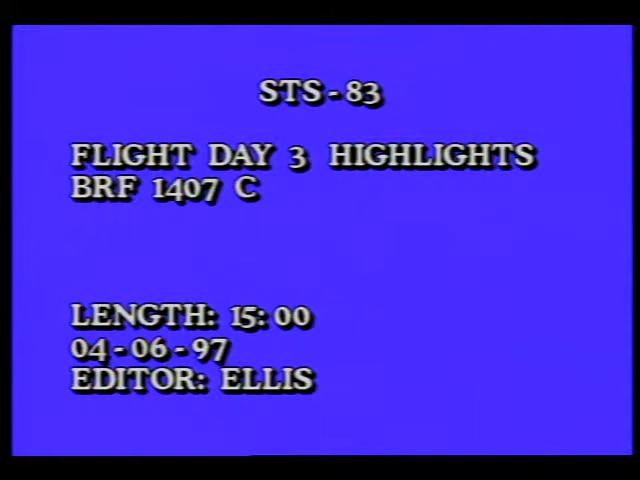 STS - 83
FLIGHT DAY 3 HIGHLIGHTS
BRF 1407 C
LENGTH: 15:00
04-06-97
EDITOR: ELLIS